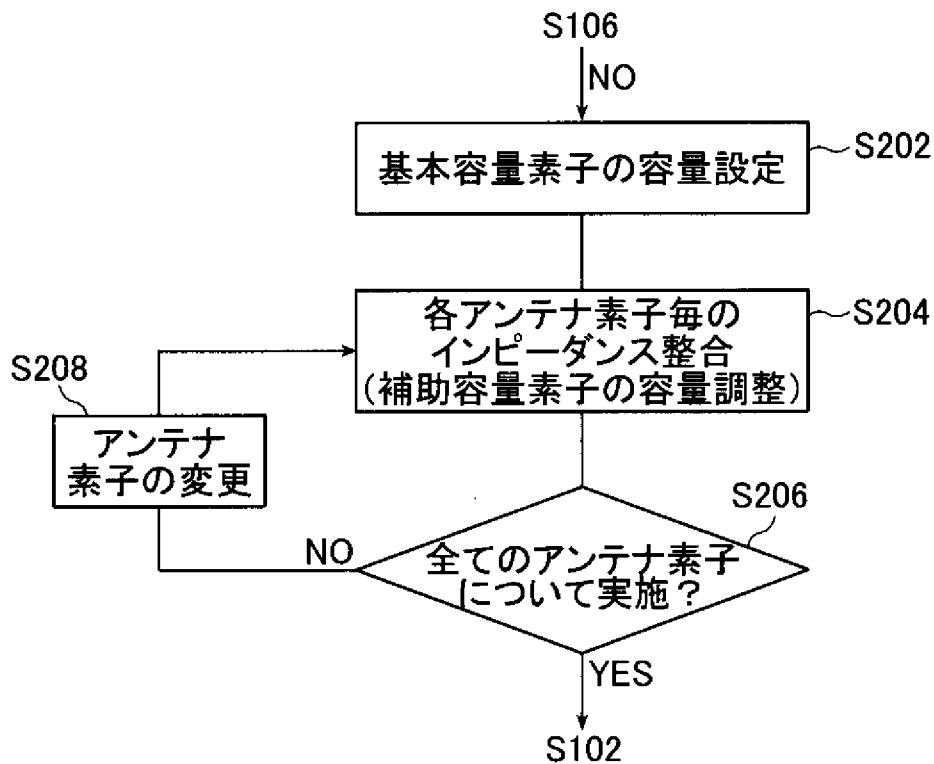 S106
NO
基本容量素子の容量設定
S202
各アンテナ素子毎の
インピーダンス整合
(補助容量素子の容量調整)
S204
S208
アンテナ
素子の変更
S206
全てのアンテナ素子
について実施？
NO
YES
S102